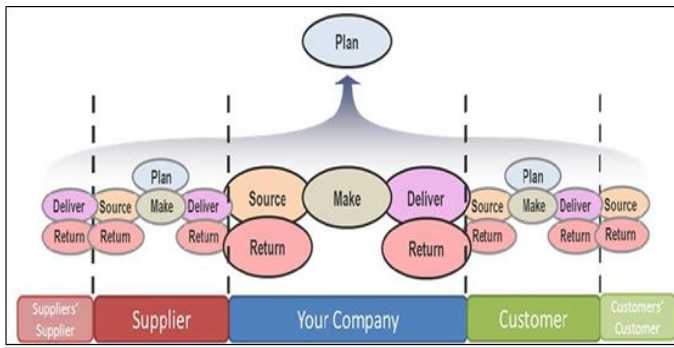 Plan
Plan
Plan
Deliver
Source
Make
Deliver
Source
Make
Deliver
Source
Make
Deliver
Source
Return
Return
Return
Return
Return
Return
Return
Return
Suppliers'
Supplier
Supplier
Your Company
Customer
Customers'
Customer